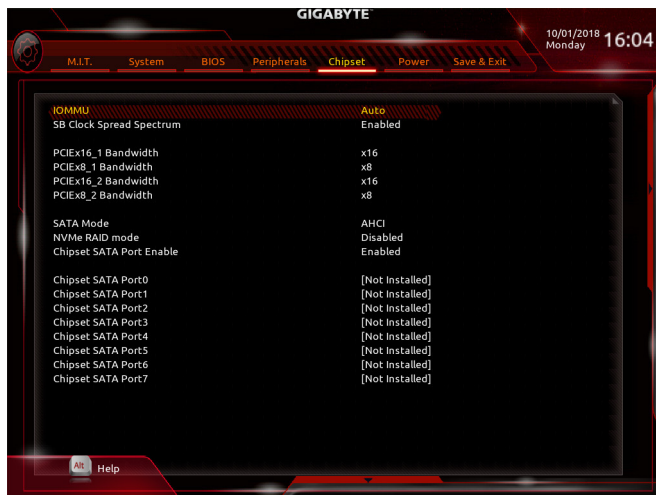 GIGABYTE™
10/01/2018 16:04
Monday
M.I.T. System BIOS Peripherals Chipset Power Save & Exit
IOMMU Auto
SB Clock Spread Spectrum Enabled
PCIEx16_1 Bandwidth x16
PCIEx8_1 Bandwidth x8
PCIEx16_2 Bandwidth x16
PCIEx8_2 Bandwidth x8
SATA Mode AHCI
NVMe RAID mode Disabled
Chipset SATA Port Enable Enabled
Chipset SATA Port0 [Not Installed]
Chipset SATA Port1 [Not Installed]
Chipset SATA Port2 [Not Installed]
Chipset SATA Port3 [Not Installed]
Chipset SATA Port4 [Not Installed]
Chipset SATA Port5 [Not Installed]
Chipset SATA Port6 [Not Installed]
Chipset SATA Port7 [Not Installed]
Alt Help